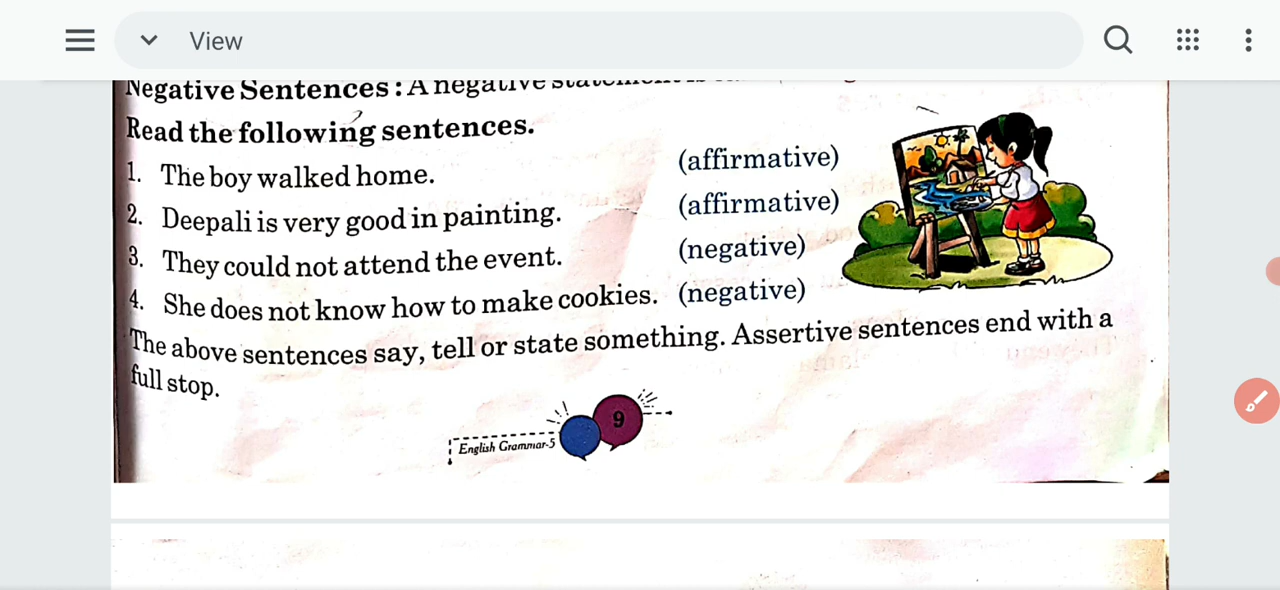 View
Negative Sentences : A negative
Read the following sentences.
1. The boy walked home. (affirmative)
2. Deepali is very good in painting. (affirmative)
3. They could not attend the event. (negative)
4. She does not know how to make cookies. (negative)
The above sentences say, tell or state something. Assertive sentences end with a
full stop.
9
English Grammar-5